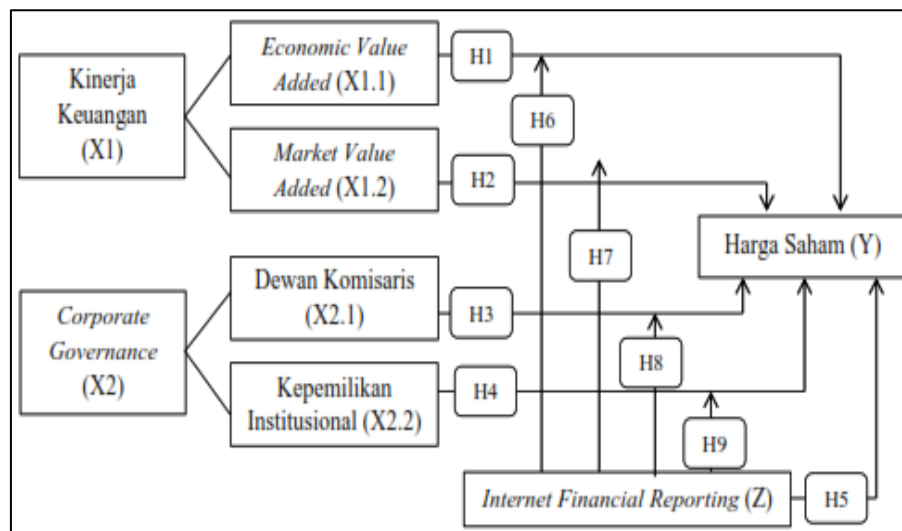 Economic Value
Added (X1.1)
H1
Kinerja
Keuangan
(X1)
H6
Market Value
Added (X1.2)
H2
Harga Saham (Y)
H7
Dewan Komisaris
(X2.1)
H3
Corporate
Governance
(X2)
H8
Kepemilikan
Institusional (X2.2)
H4
H9
Internet Financial Reporting (Z)
H5